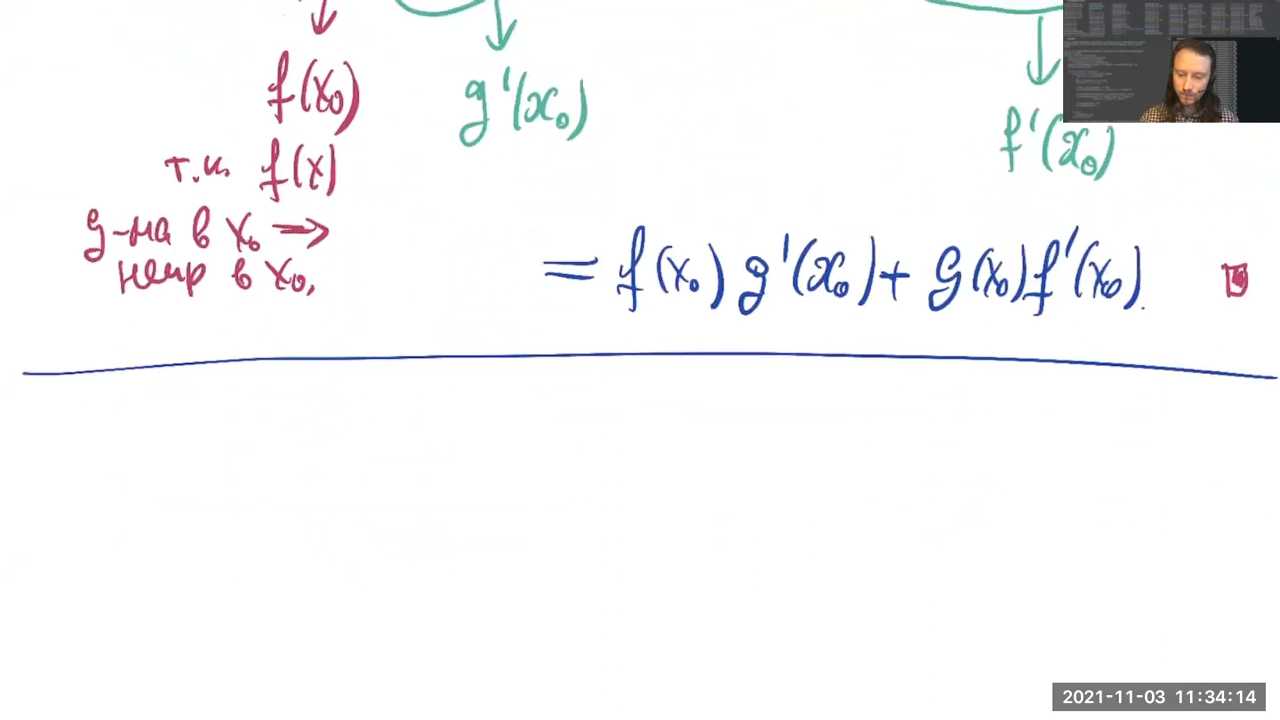 f(x₀)
g'(x₀)
f'(x₀)
т.к. f(x)
g-ма в x₀ →
непр в x₀,
= f(x₀) g'(x₀) + g(x₀) f'(x₀).
2021-11-03 11:34:14